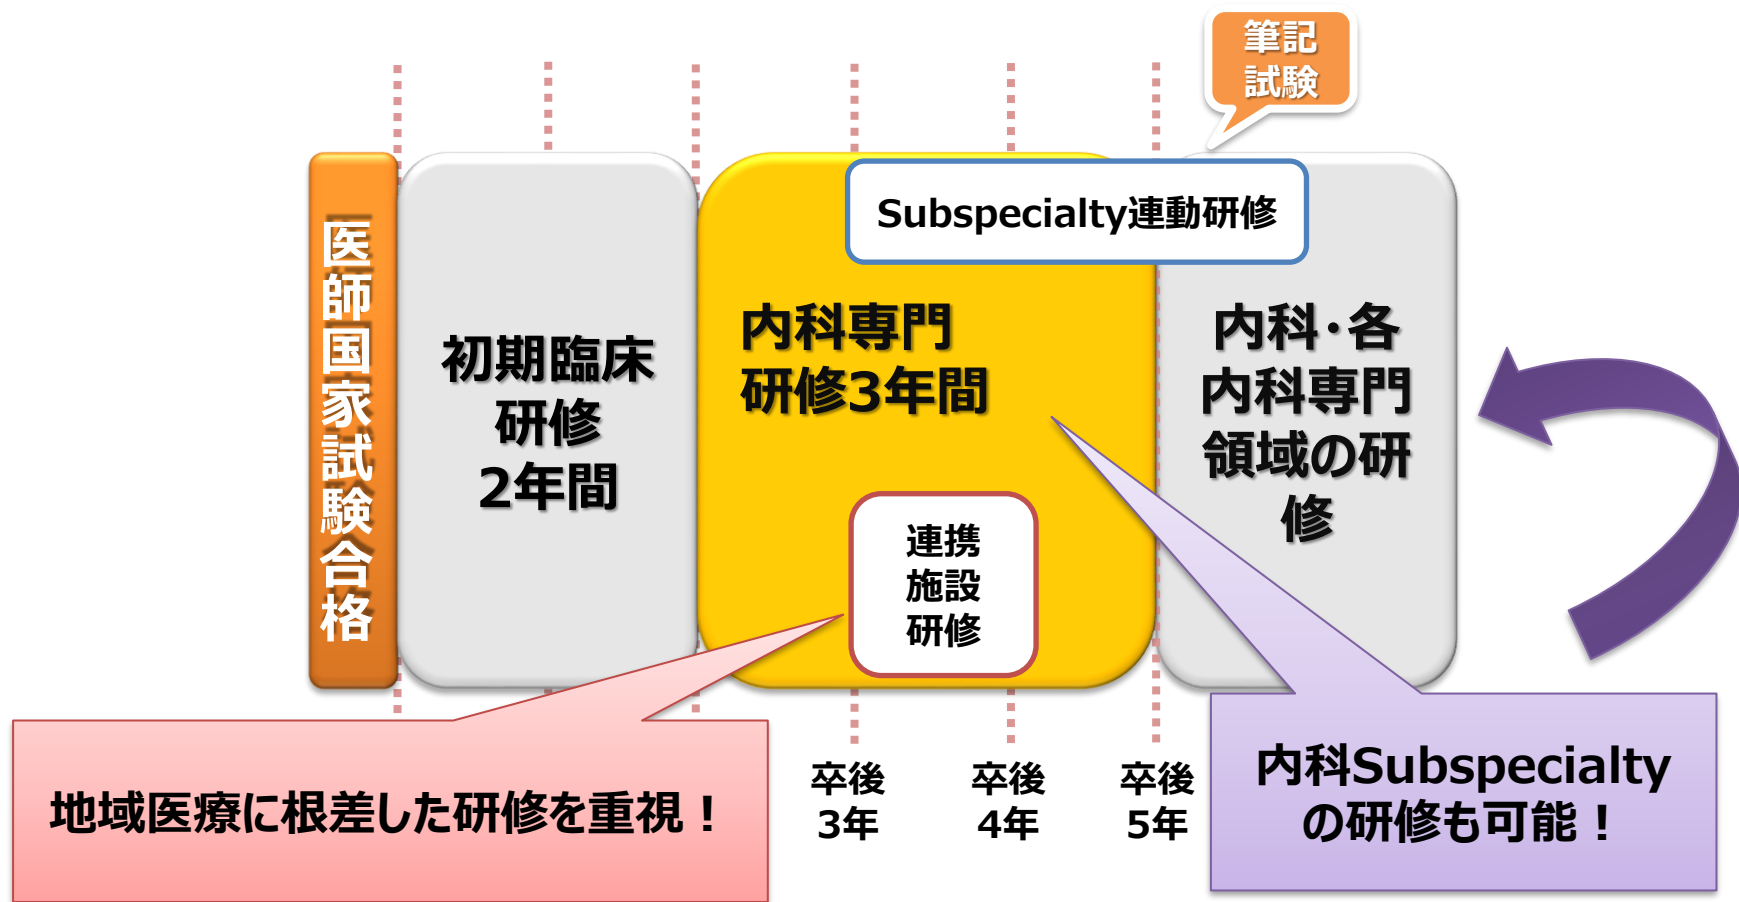 筆記
試験
医師国家試験合格
初期臨床
研修
2年間
Subspecialty連動研修
内科専門
研修3年間
連携
施設
研修
内科・各
内科専門
領域の研
修
地域医療に根差した研修を重視！
卒後
3年
卒後
4年
卒後
5年
内科Subspecialty
の研修も可能！